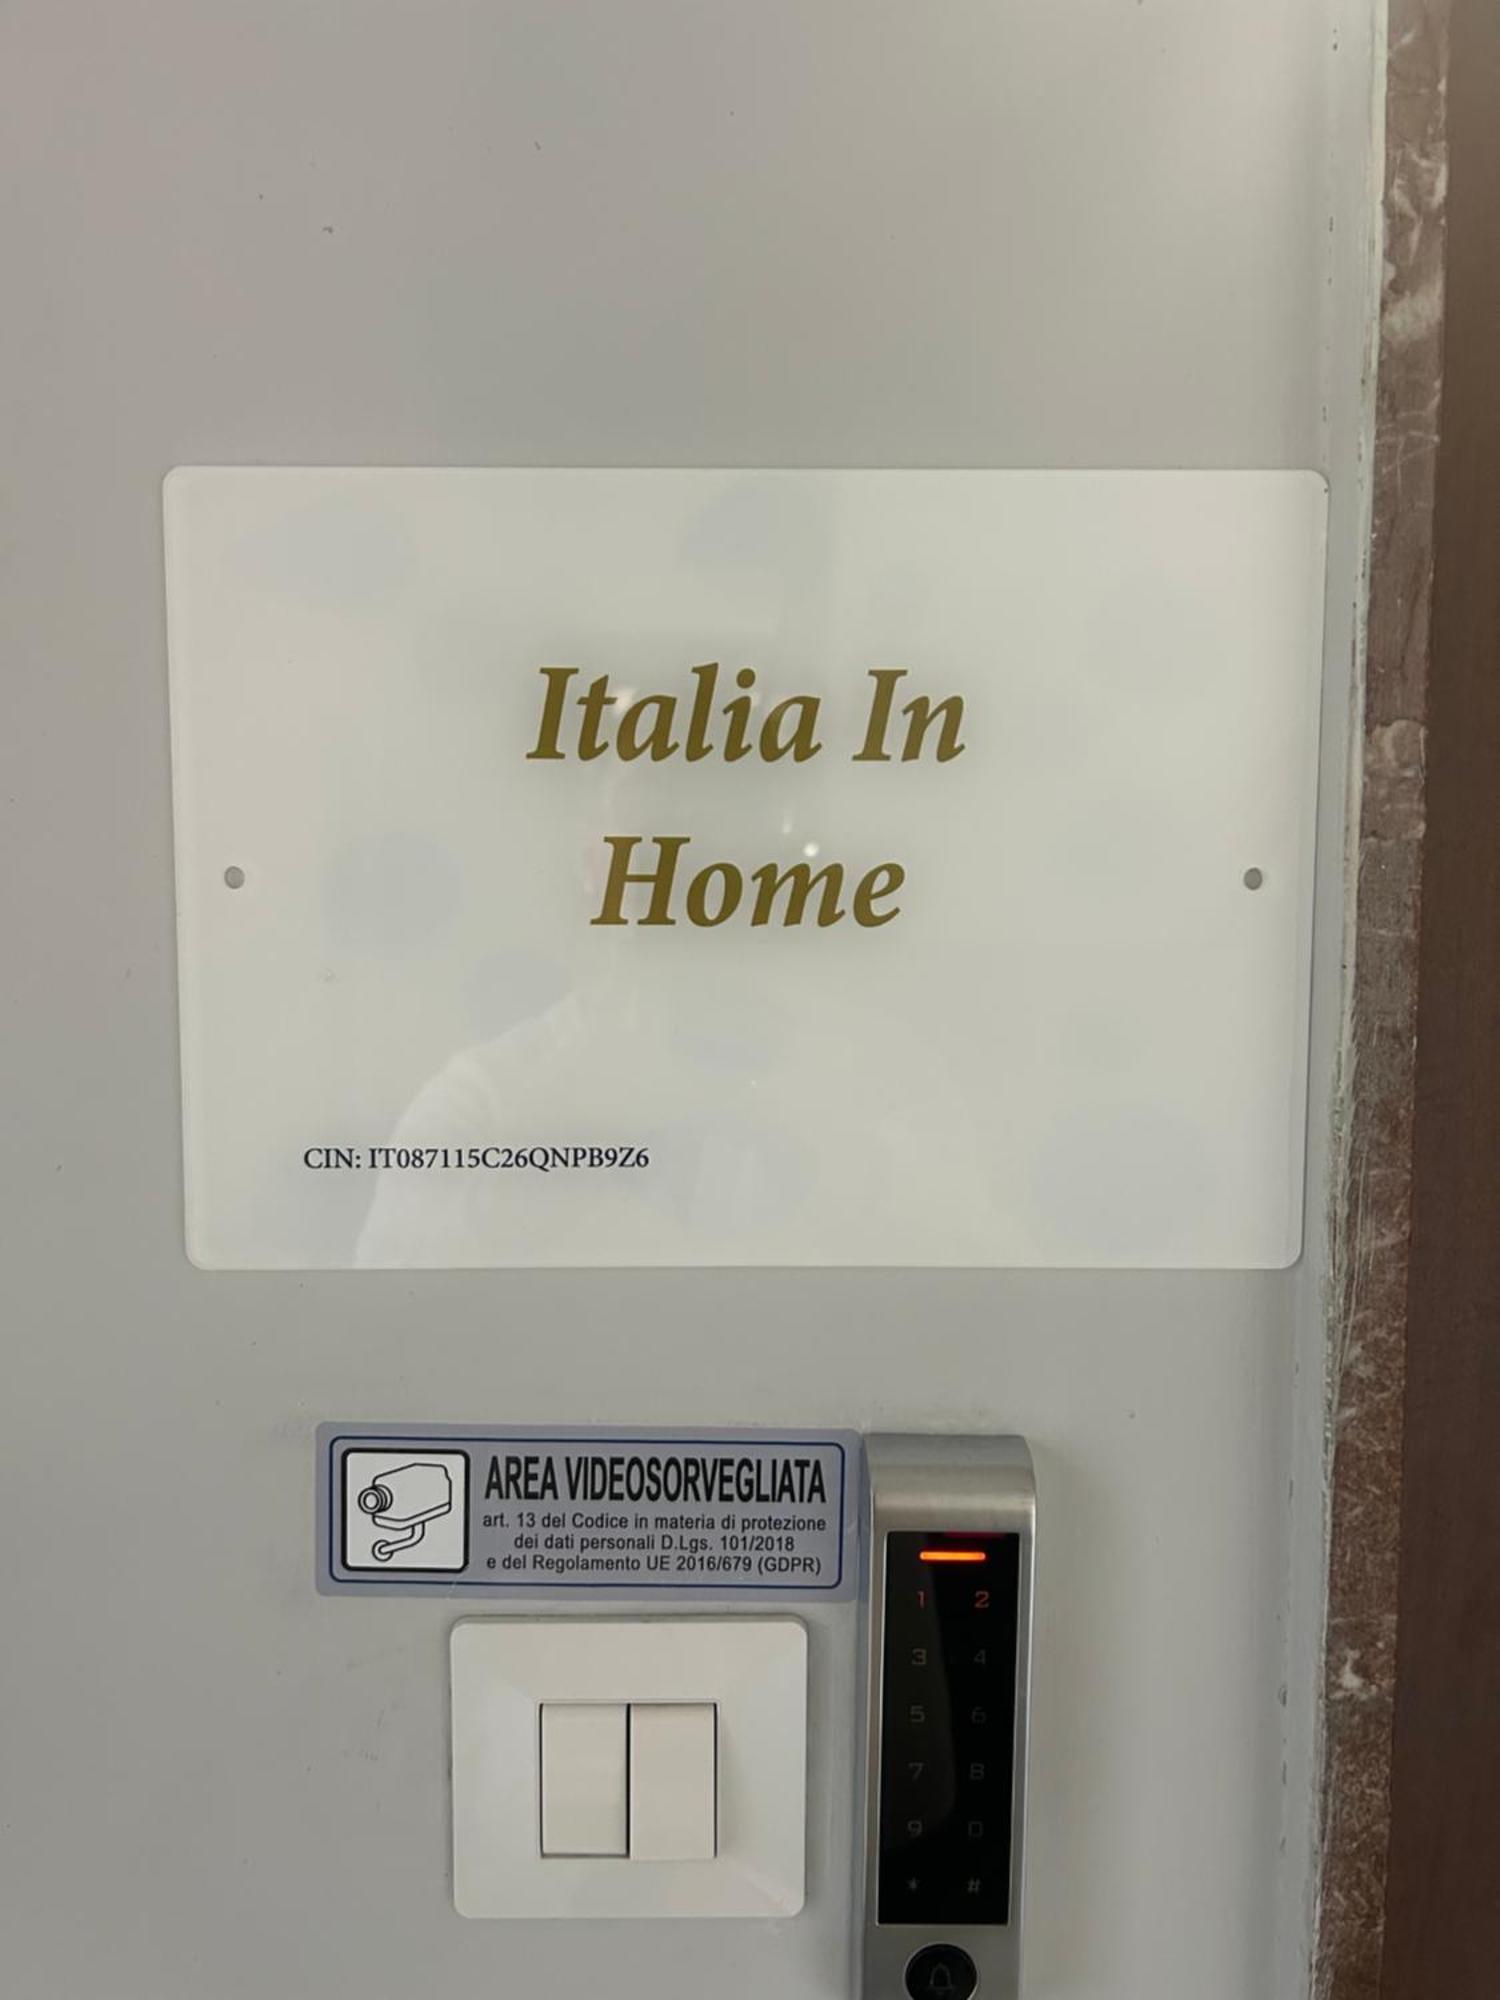 Italia In
Home
CIN: IT087115C26QNPB9Z6
AREA VIDEOSORVEGLIATA
art. 13 del Codice in materia di protezione
dei dati personali D.Lgs. 101/2018
e del Regolamento UE 2016/679 (GDPR)
1 2
3 4
5 6
7 8
9 0
* #